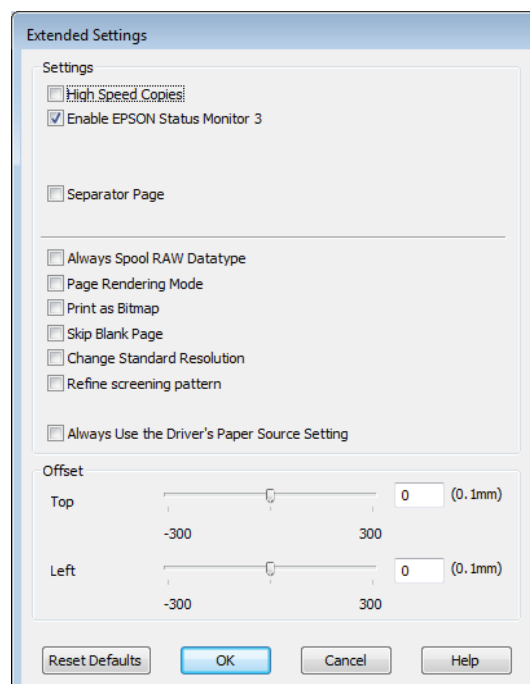 Extended Settings
Settings
High Speed Copies
Enable EPSON Status Monitor 3
Separator Page
Always Spool RAW Datatype
Page Rendering Mode
Print as Bitmap
Skip Blank Page
Change Standard Resolution
Refine screening pattern
Always Use the Driver's Paper Source Setting
Offset
Top 0 (0.1mm)
-300 300
Left 0 (0.1mm)
-300 300
Reset Defaults OK Cancel Help